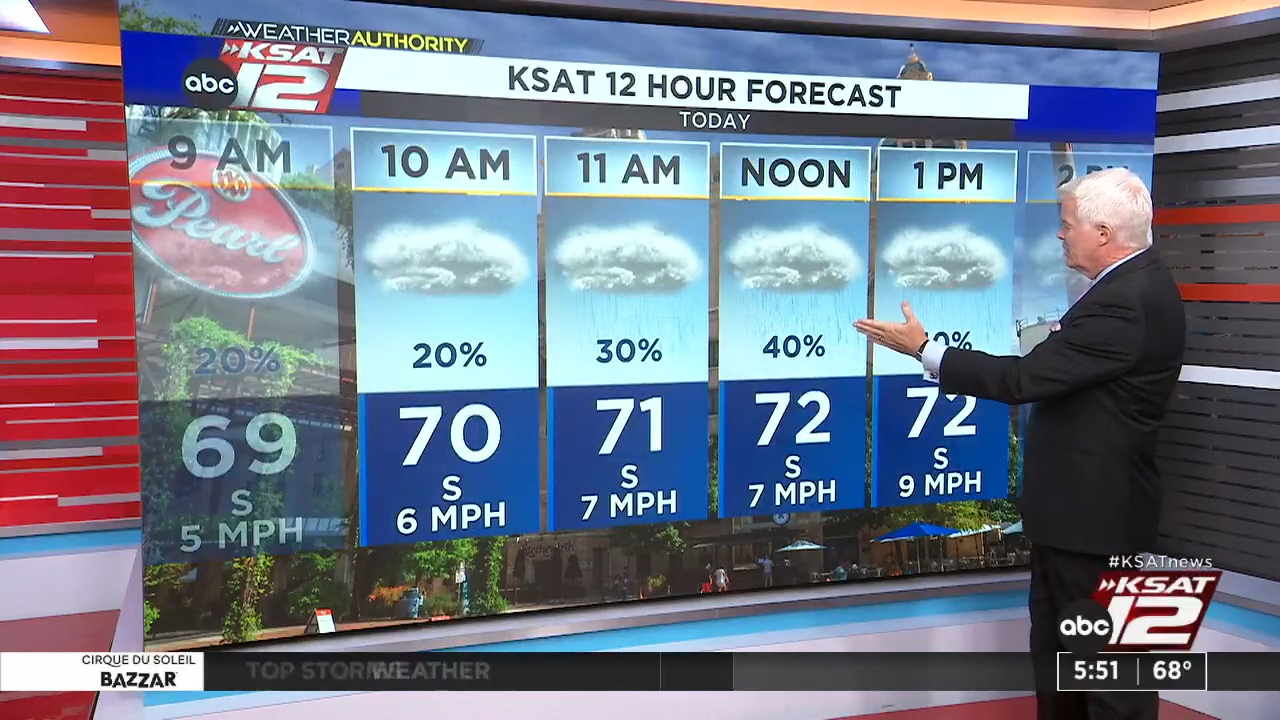 »WEATHERAUTHORITY
»KSAT
abc 12
KSAT 12 HOUR FORECAST
TODAY
9 AM
10 AM
11 AM
NOON
1 PM
Pearl
20%
20%
30%
40%
69
70
71
72
72
S
S
S
S
S
5 MPH
6 MPH
7 MPH
7 MPH
9 MPH
#KSATnews
»KSAT
abc 12
CIRQUE DU SOLEIL
BAZZAR
WEATHER
5:51 68°